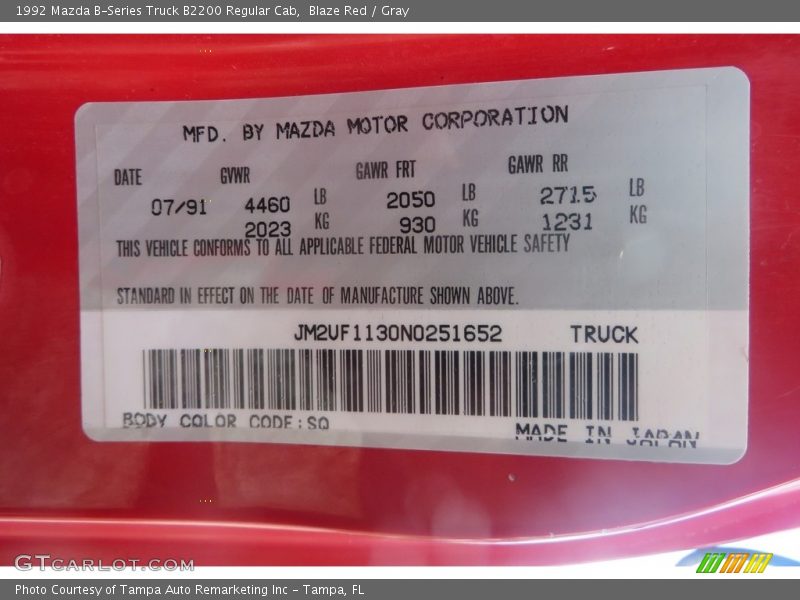 1992 Mazda B-Series Truck B2200 Regular Cab, Blaze Red / Gray
MFD. BY MAZDA MOTOR CORPORATION
DATE GVWR GAWR FRT GAWR RR
07/91 4460 LB 2050 LB 2715 LB
2023 KG 930 KG 1231 KG
THIS VEHICLE CONFORMS TO ALL APPLICABLE FEDERAL MOTOR VEHICLE SAFETY
STANDARD IN EFFECT ON THE DATE OF MANUFACTURE SHOWN ABOVE.
JM2UF1130N0251652 TRUCK
BODY COLOR CODE:SQ
MADE IN JAPAN
GTCARLOT.COM
Photo Courtesy of Tampa Auto Remarketing Inc - Tampa, FL